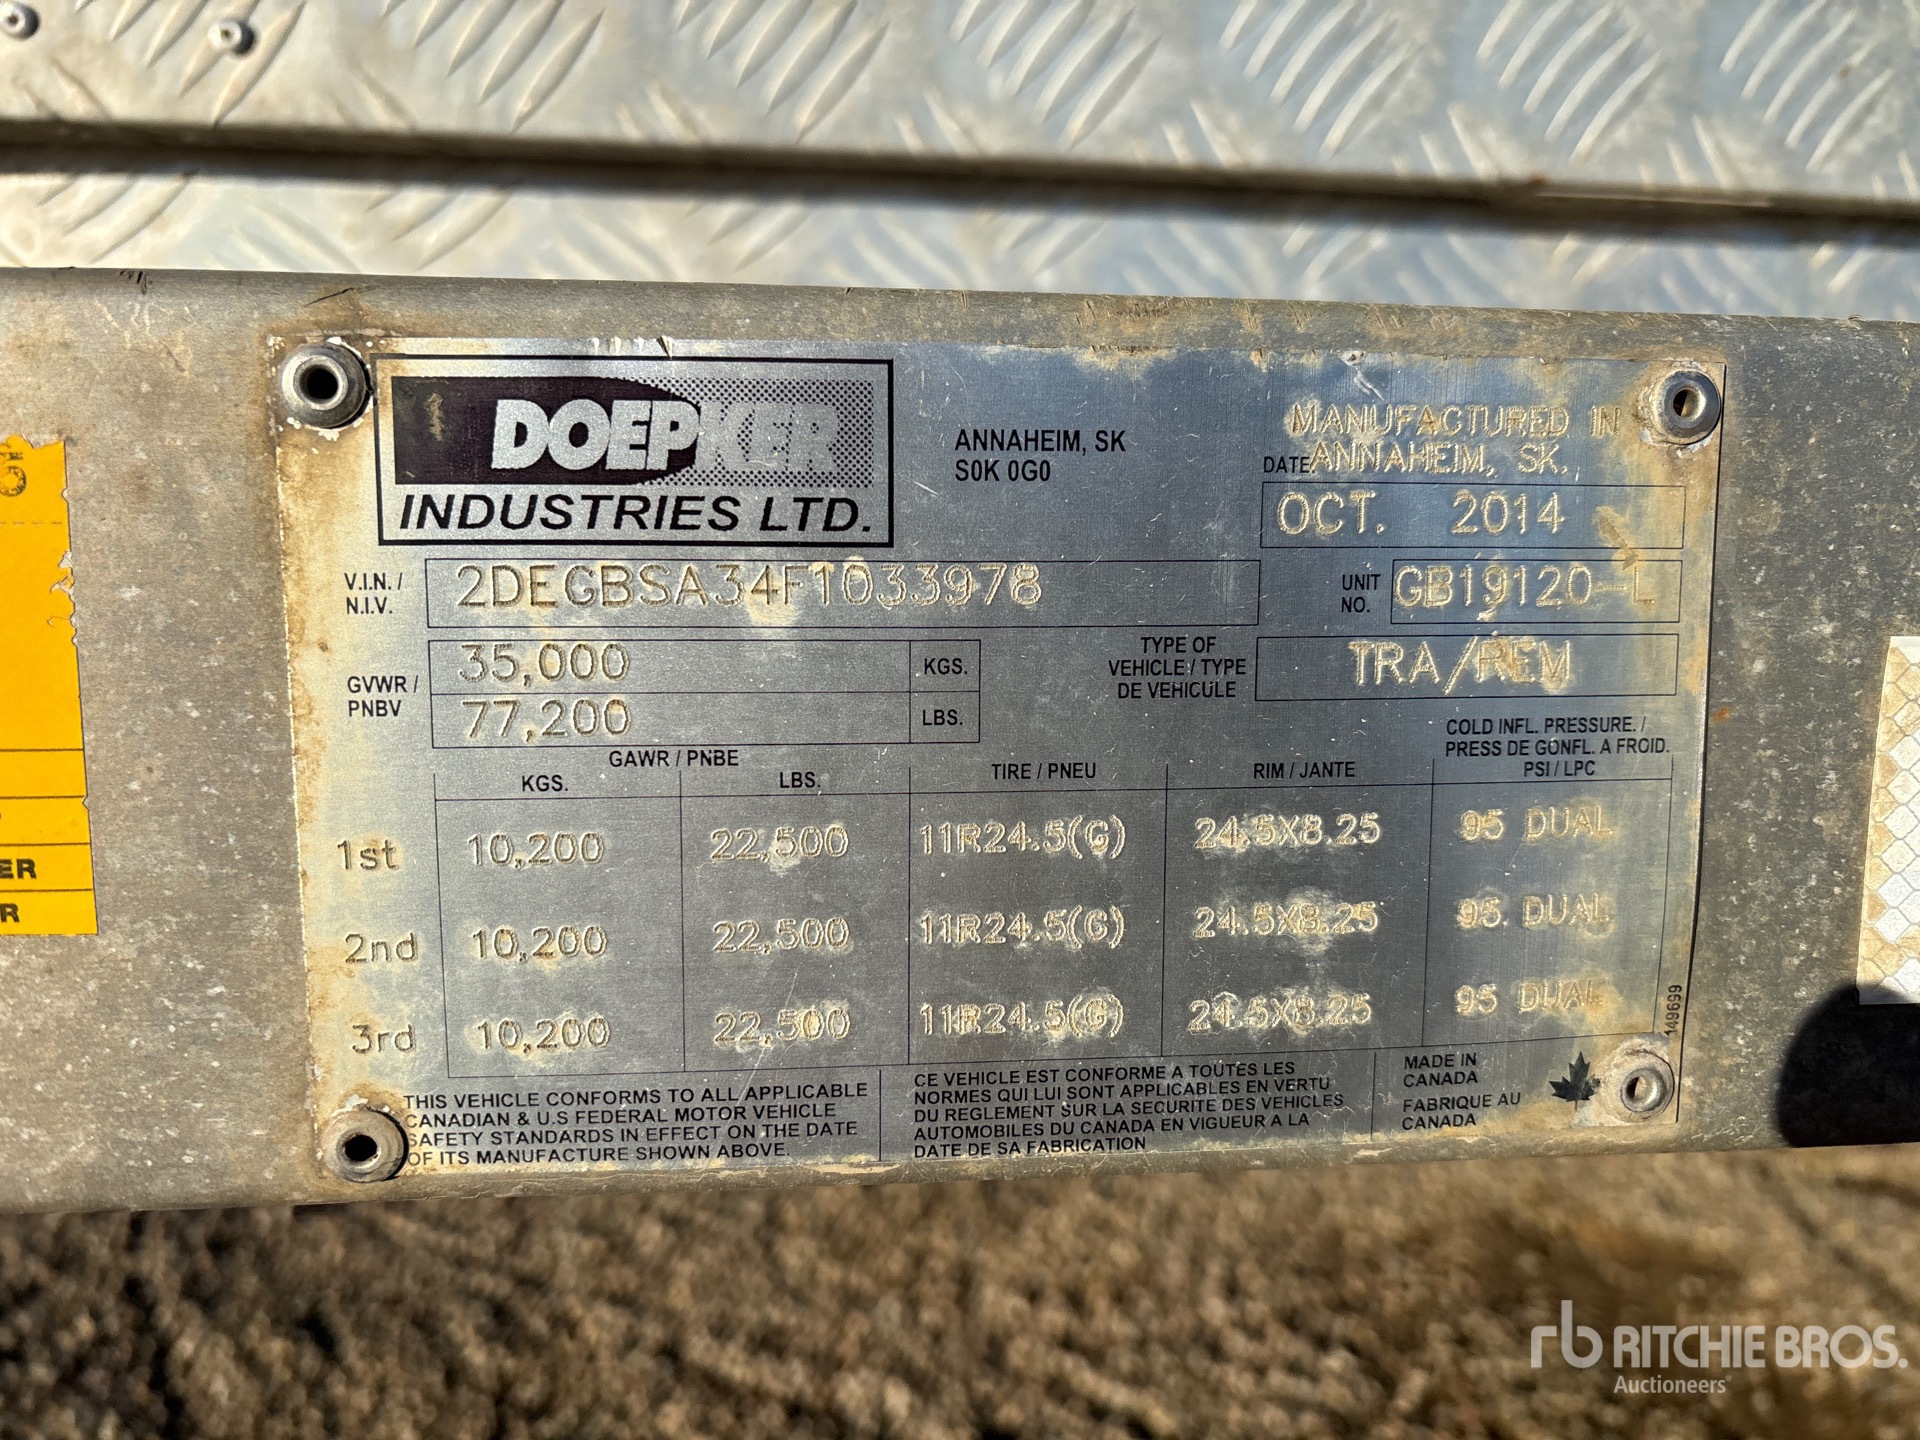 DOEPKER
INDUSTRIES LTD.
ANNAHEIM, SK
S0K 0G0
MANUFACTURED IN
DATE ANNAHEIM, SK.
OCT. 2014
V.I.N. /
N.I.V.
2DEGBSA34F1033978
UNIT
NO.
GB19120-L
GVWR /
PNBV
35,000 KGS.
77,200 LBS.
TYPE OF
VEHICLE / TYPE
DE VEHICULE
TRA/REM
GAWR / PNBE
KGS. LBS. TIRE / PNEU RIM / JANTE
COLD INFL. PRESSURE. /
PRESS DE GONFL. A FROID.
PSI / LPC
1st 10,200 22,500 11R24.5(G) 24.5X8.25 95 DUAL
2nd 10,200 22,500 11R24.5(G) 24.5X8.25 95. DUAL
3rd 10,200 22,500 11R24.5(G) 24.5X8.25 95 DUAL
149699
THIS VEHICLE CONFORMS TO ALL APPLICABLE
CANADIAN & U.S FEDERAL MOTOR VEHICLE
SAFETY STANDARDS IN EFFECT ON THE DATE
OF ITS MANUFACTURE SHOWN ABOVE.
CE VEHICLE EST CONFORME A TOUTES LES
NORMES QUI LUI SONT APPLICABLES EN VERTU
DU REGLEMENT SUR LA SECURITE DES VEHICLES
AUTOMOBILES DU CANADA EN VIGUEUR A LA
DATE DE SA FABRICATION
MADE IN
CANADA
FABRIQUE AU
CANADA
ER
R
rb RITCHIE BROS.
Auctioneers